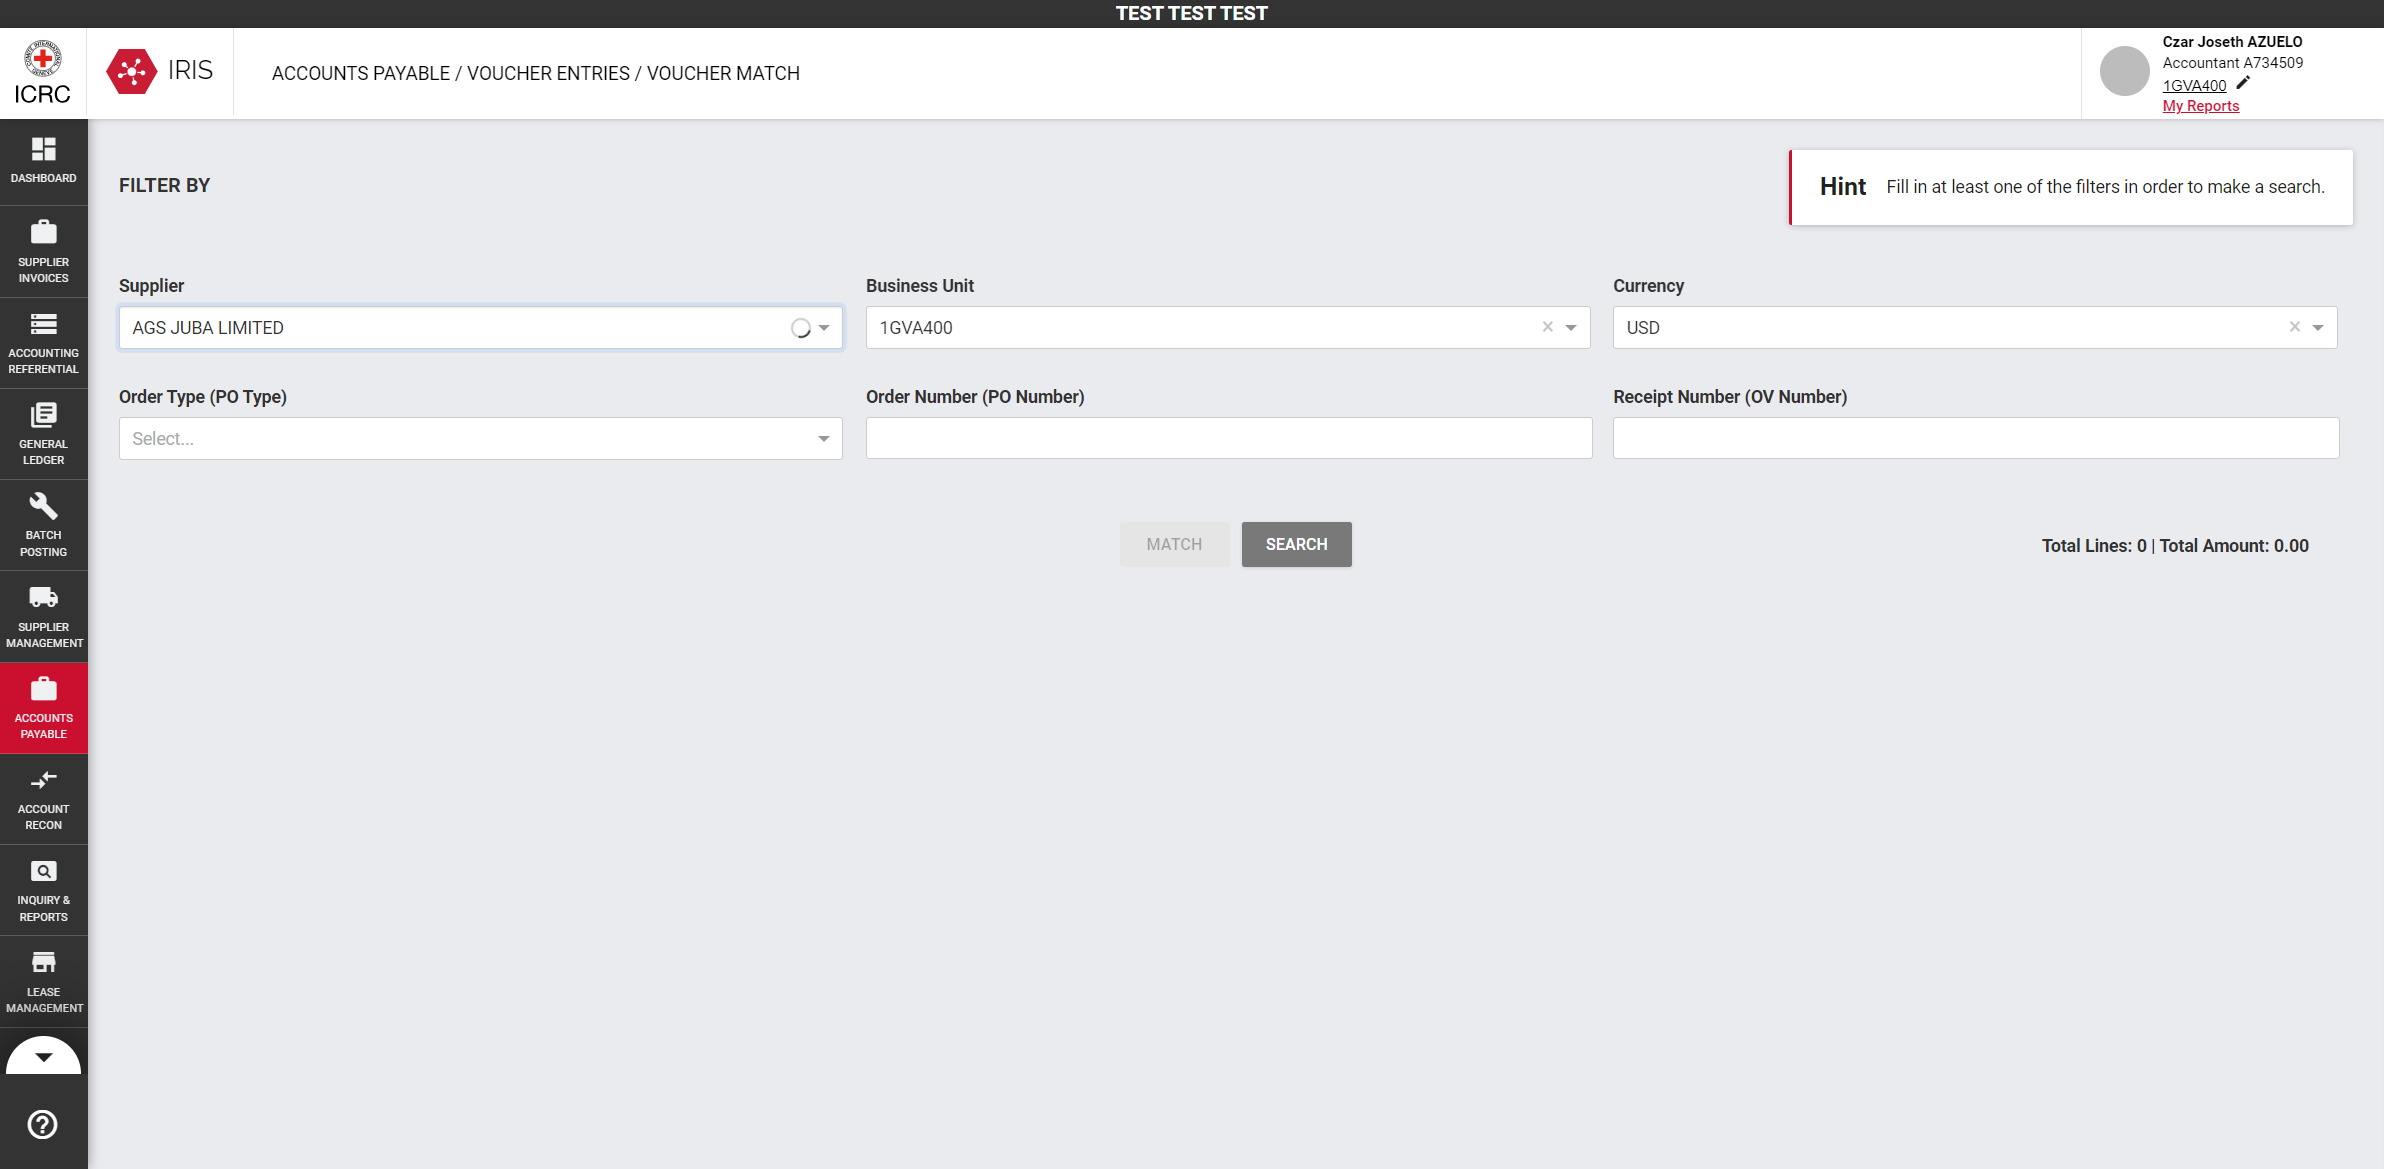 TEST TEST TEST
ICRC
IRIS
ACCOUNTS PAYABLE / VOUCHER ENTRIES / VOUCHER MATCH
Czar Joseth AZUELO
Accountant A734509
1GVA400
My Reports
DASHBOARD
SUPPLIER
INVOICES
ACCOUNTING
REFERENTIAL
GENERAL
LEDGER
BATCH
POSTING
SUPPLIER
MANAGEMENT
ACCOUNTS
PAYABLE
ACCOUNT
RECON
INQUIRY &
REPORTS
LEASE
MANAGEMENT
FILTER BY
Hint Fill in at least one of the filters in order to make a search.
Supplier
AGS JUBA LIMITED
Business Unit
1GVA400
Currency
USD
Order Type (PO Type)
Select...
Order Number (PO Number)
Receipt Number (OV Number)
MATCH
SEARCH
Total Lines: 0 | Total Amount: 0.00